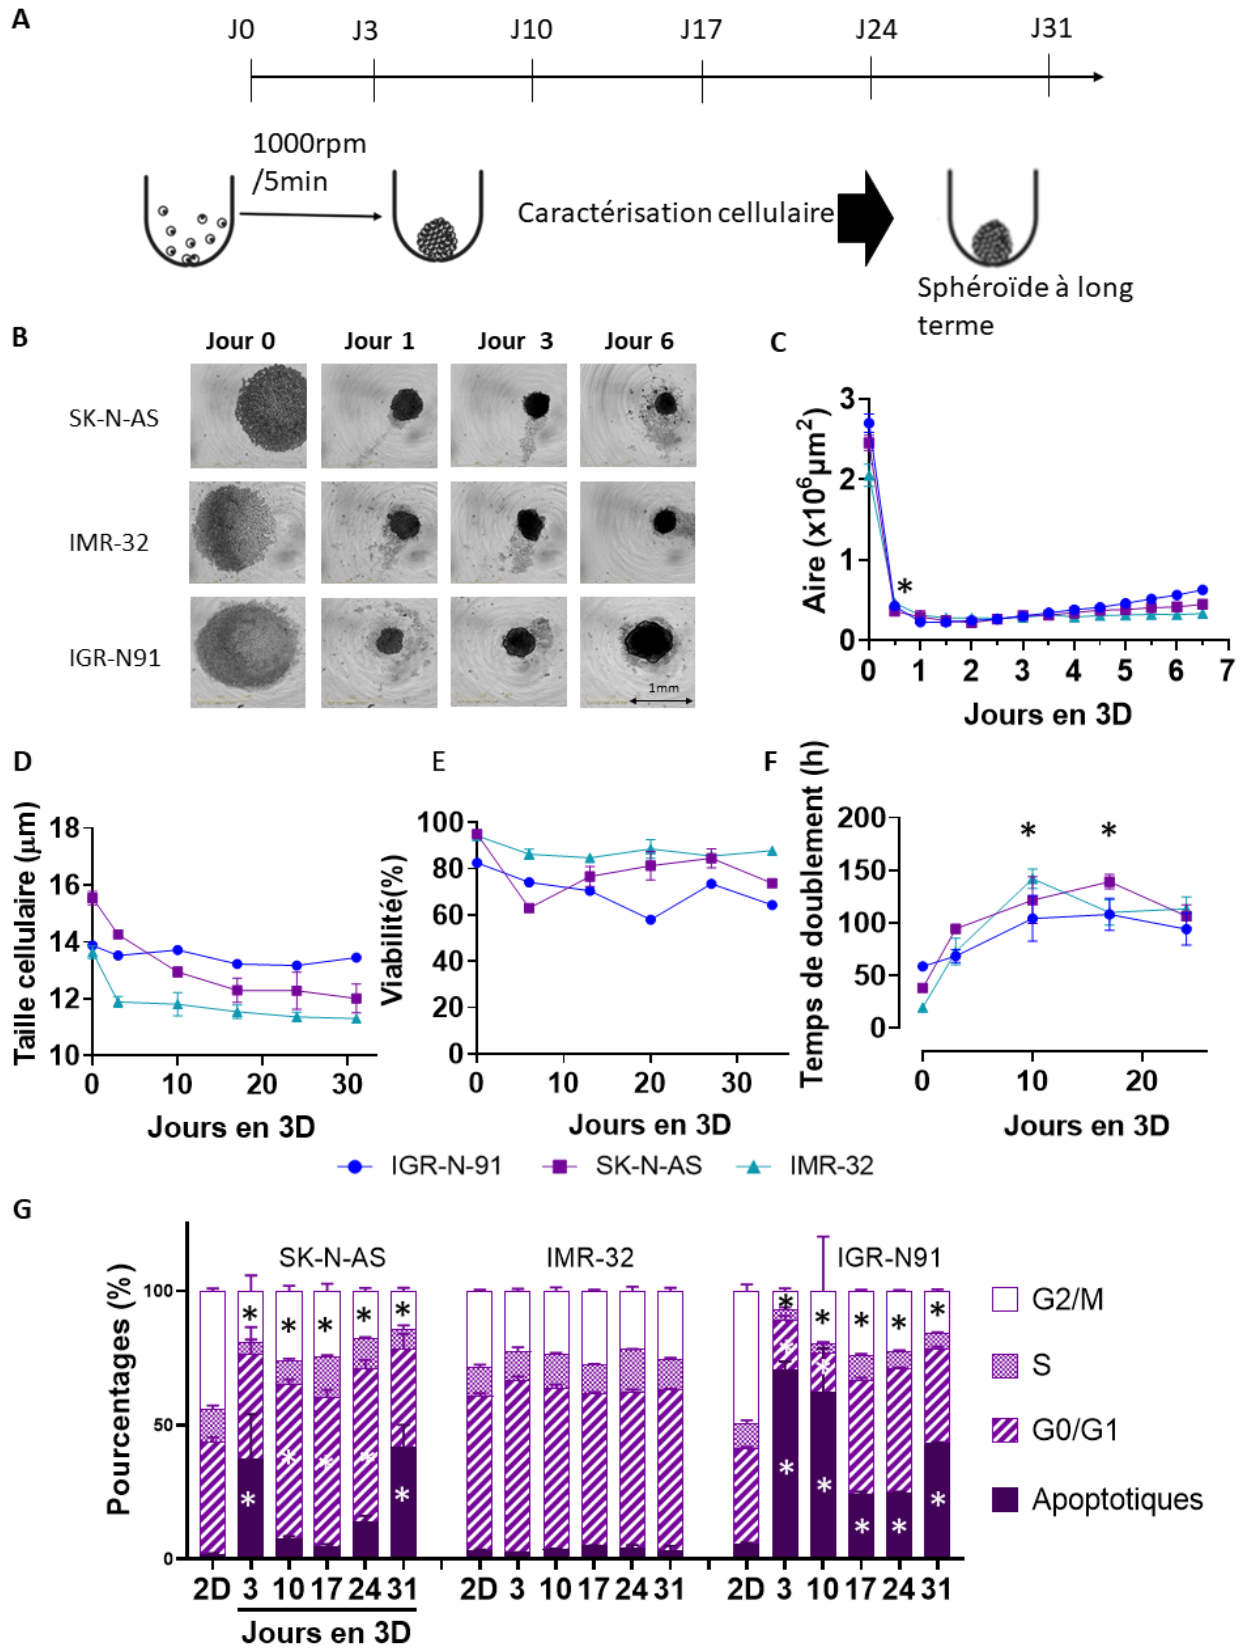 A
J0 J3 J10 J17 J24 J31
1000rpm
/5min
Caractérisation cellulaire
Sphéroïde à long
terme
B
Jour 0 Jour 1 Jour 3 Jour 6
SK-N-AS
IMR-32
IGR-N91
1mm
C
Aire (x10⁶µm²)
3
2
1
0
0 1 2 3 4 5 6 7
Jours en 3D
*
D
Taille cellulaire (µm)
18
16
14
12
10
0 10 20 30
Jours en 3D
E
Viabilité(%)
100
80
60
40
20
0
0 10 20 30
Jours en 3D
F
Temps de doublement (h)
200
150
100
50
0
0 10 20
Jours en 3D
* *
IGR-N-91 SK-N-AS IMR-32
G
Pourcentages (%)
100
50
0
SK-N-AS IMR-32 IGR-N91
* * * * *
* * * * *
* * * * *
* *
* * * * *
2D 3 10 17 24 31 2D 3 10 17 24 31 2D 3 10 17 24 31
Jours en 3D
G2/M
S
G0/G1
Apoptotiques